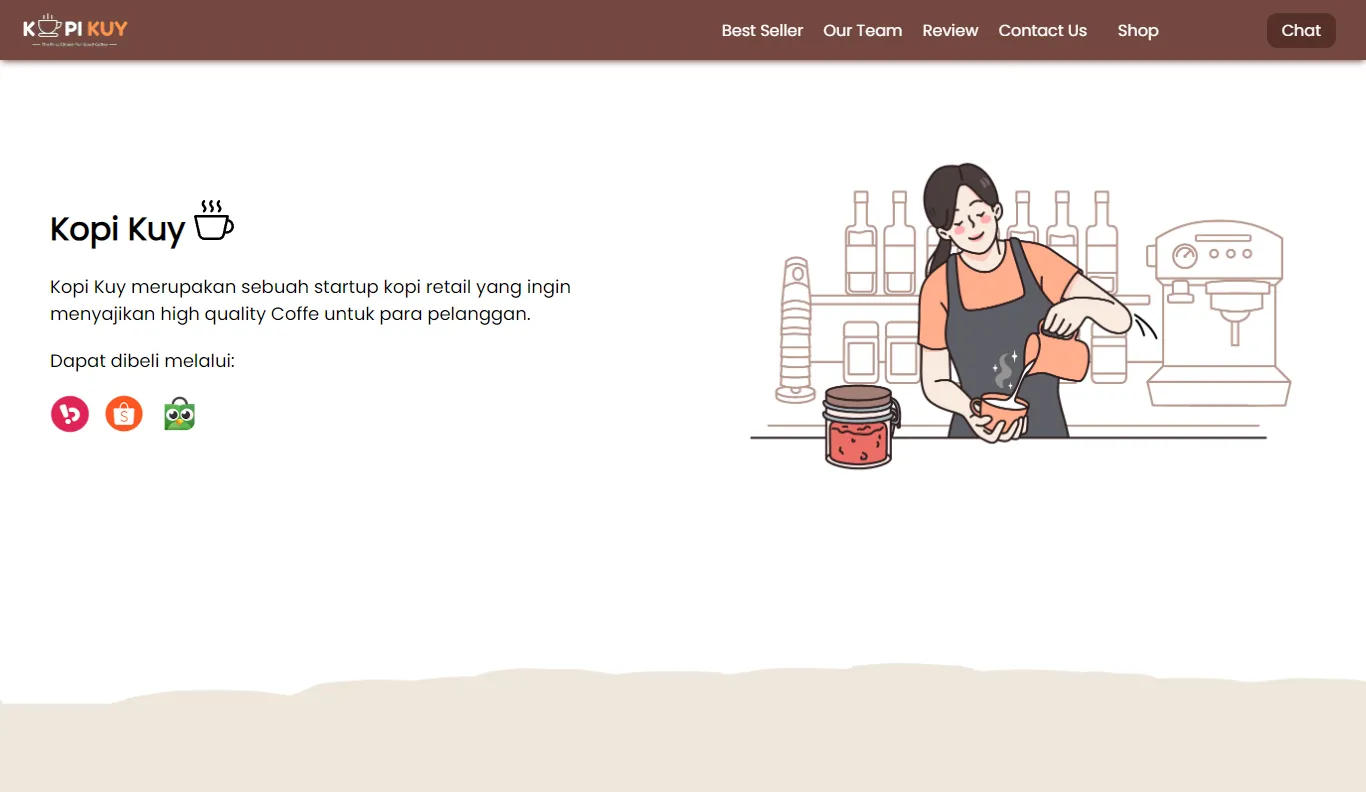 KOPI KUY
Best Seller
Our Team
Review
Contact Us
Shop
Chat
Kopi Kuy
Kopi Kuy merupakan sebuah startup kopi retail yang ingin
menyajikan high quality Coffe untuk para pelanggan.
Dapat dibeli melalui: